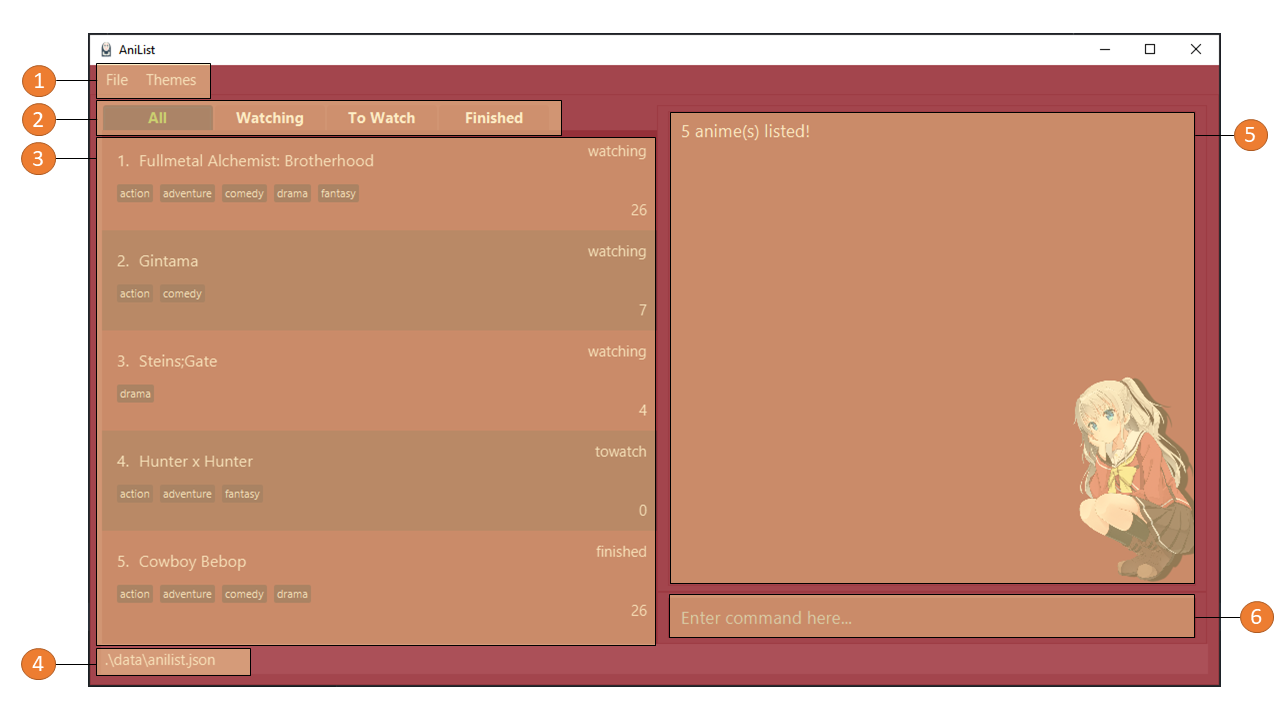 AniList
1
File Themes
2
All Watching To Watch Finished
3
1. Fullmetal Alchemist: Brotherhood
watching
action adventure comedy drama fantasy
26
2. Gintama
watching
action comedy
7
3. Steins;Gate
watching
drama
4
4. Hunter x Hunter
towatch
action adventure fantasy
0
5. Cowboy Bebop
finished
action adventure comedy drama
26
4
.\data\anilist.json
5 anime(s) listed!
5
Enter command here...
6